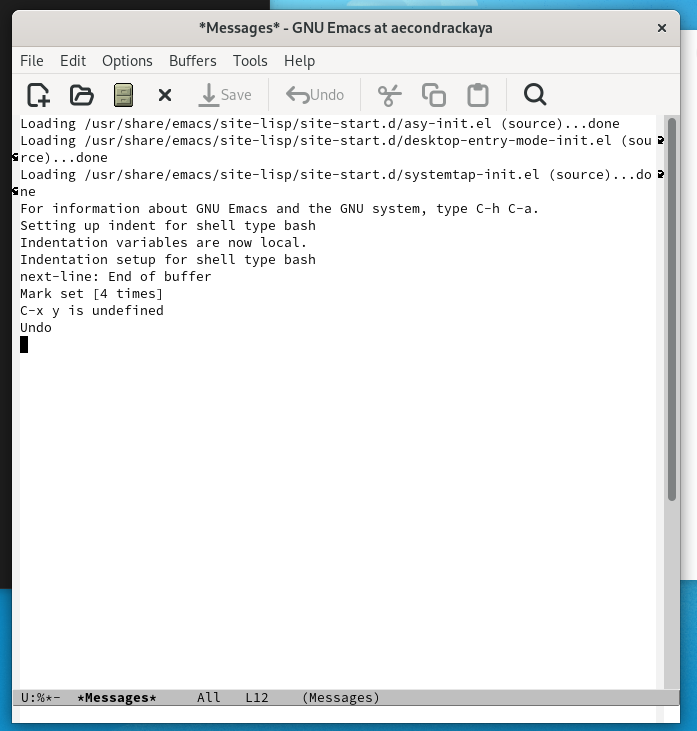 *Messages* - GNU Emacs at aecondrackaya
File Edit Options Buffers Tools Help
Save Undo
Loading /usr/share/emacs/site-lisp/site-start.d/asy-init.el (source)...done
Loading /usr/share/emacs/site-lisp/site-start.d/desktop-entry-mode-init.el (sou
rce)...done
Loading /usr/share/emacs/site-lisp/site-start.d/systemtap-init.el (source)...do
ne
For information about GNU Emacs and the GNU system, type C-h C-a.
Setting up indent for shell type bash
Indentation variables are now local.
Indentation setup for shell type bash
next-line: End of buffer
Mark set [4 times]
C-x y is undefined
Undo
U:%*- *Messages* All L12 (Messages)